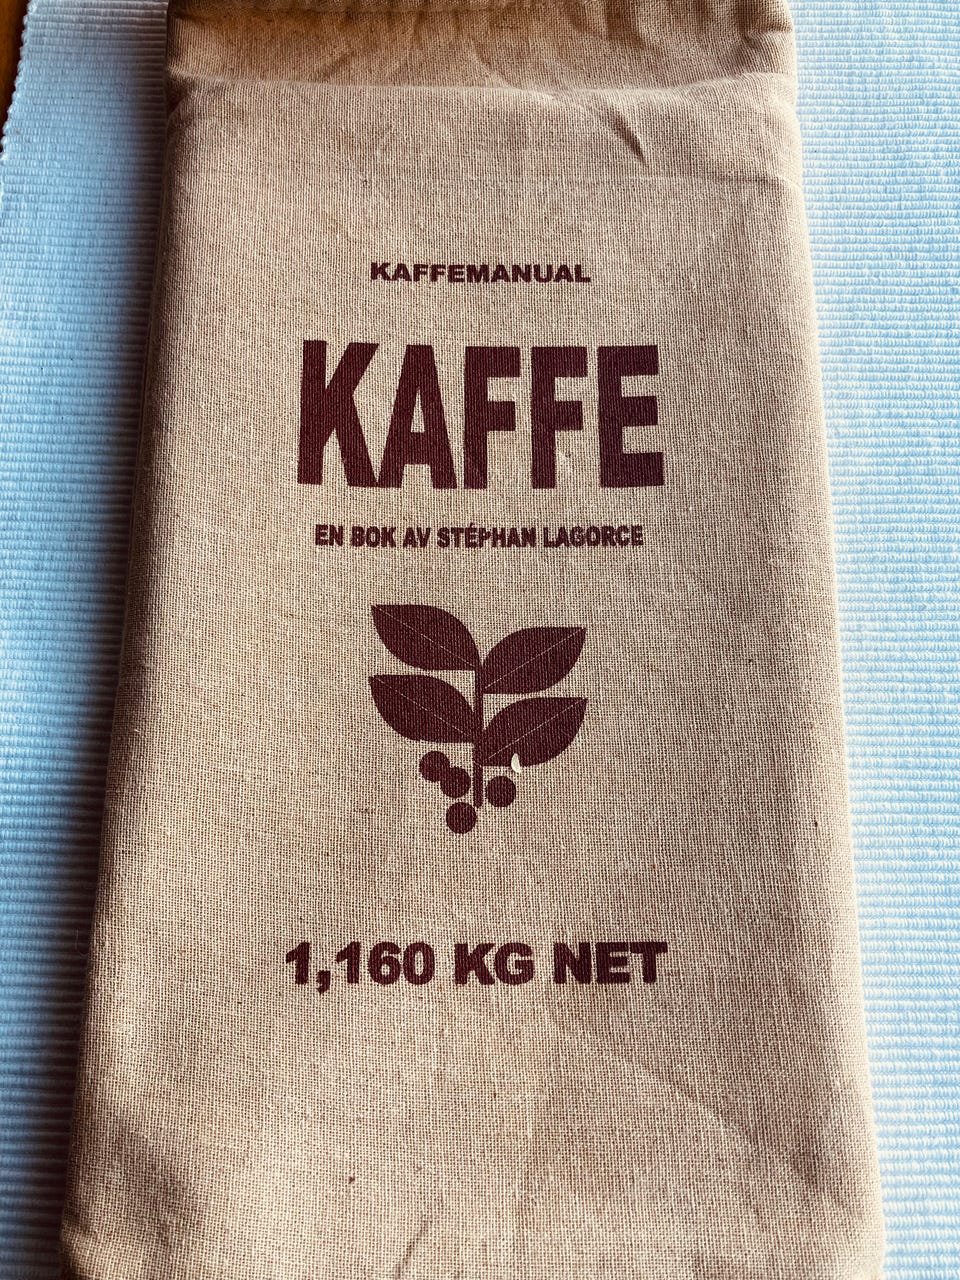 KAFFEMANUAL
KAFFE
EN BOK AV STÉPHAN LAGORCE
1,160 KG NET